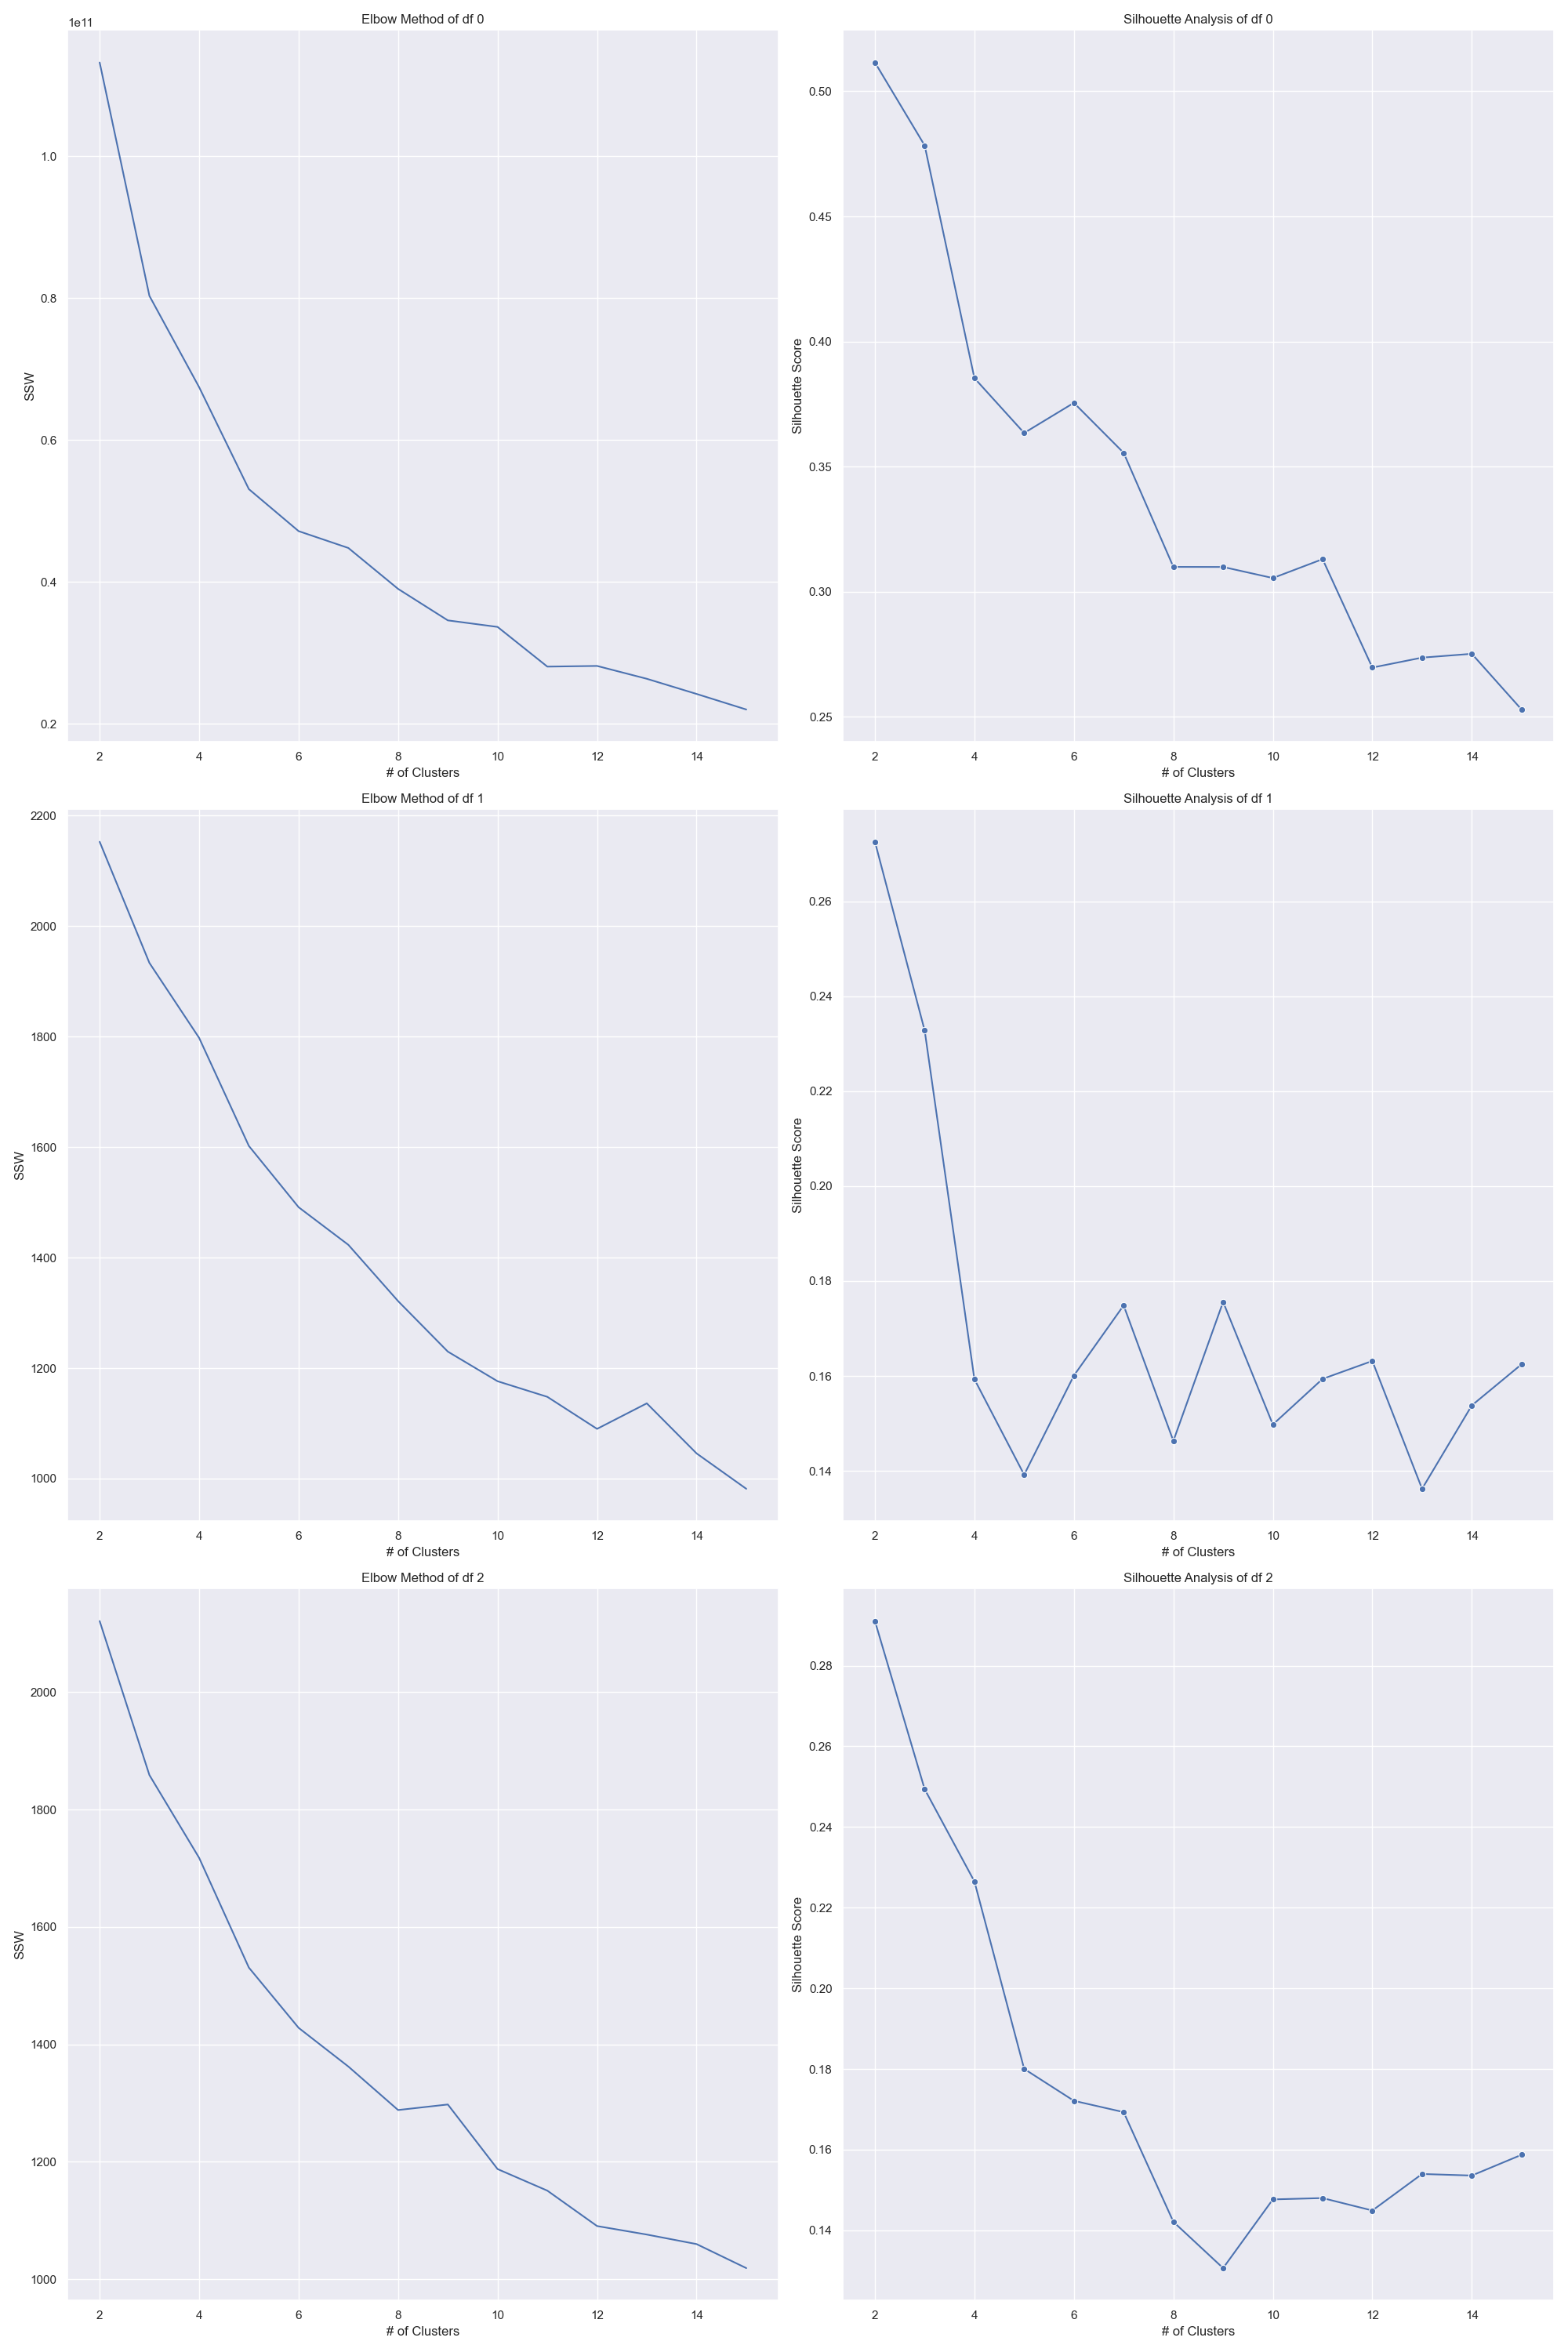 Elbow Method of df 0
1e11
1.0
0.8
0.6
0.4
0.2
SSW
2 4 6 8 10 12 14
# of Clusters
Silhouette Analysis of df 0
0.50
0.45
0.40
0.35
0.30
0.25
Silhouette Score
2 4 6 8 10 12 14
# of Clusters
Elbow Method of df 1
2200
2000
1800
1600
1400
1200
1000
SSW
2 4 6 8 10 12 14
# of Clusters
Silhouette Analysis of df 1
0.26
0.24
0.22
0.20
0.18
0.16
0.14
Silhouette Score
2 4 6 8 10 12 14
# of Clusters
Elbow Method of df 2
2000
1800
1600
1400
1200
1000
SSW
2 4 6 8 10 12 14
# of Clusters
Silhouette Analysis of df 2
0.28
0.26
0.24
0.22
0.20
0.18
0.16
0.14
Silhouette Score
2 4 6 8 10 12 14
# of Clusters